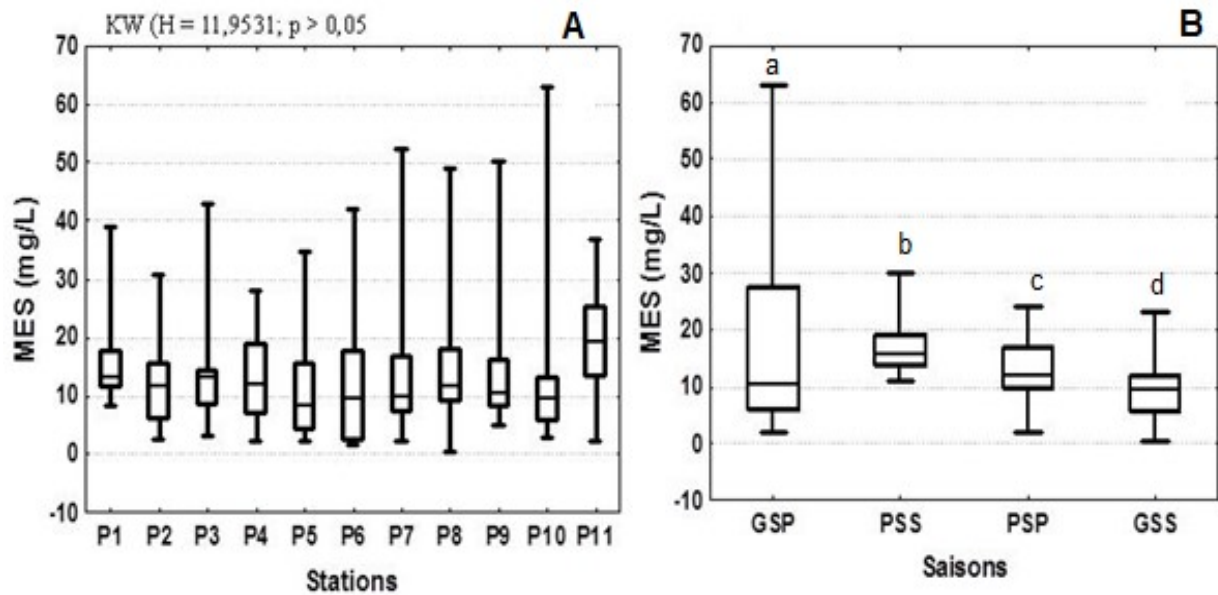 KW (H = 11,9531; p > 0,05
A
MES (mg/L)
70
60
50
40
30
20
10
0
-10
P1 P2 P3 P4 P5 P6 P7 P8 P9 P10 P11
Stations
B
MES (mg/L)
70
60
50
40
30
20
10
0
-10
a
b
c
d
GSP PSS PSP GSS
Saisons